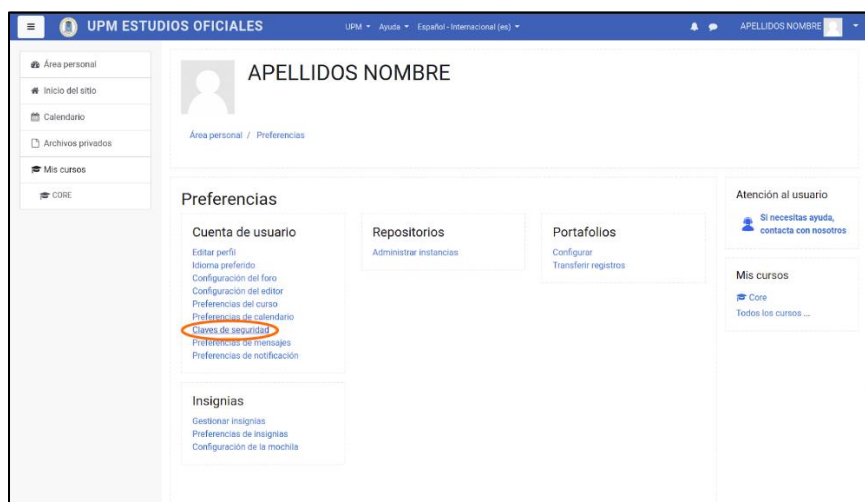 UPM ESTUDIOS OFICIALES
UPM Ayuda Español - Internacional (es)
APELLIDOS NOMBRE
Área personal
Inicio del sitio
Calendario
Archivos privados
Mis cursos
CORE
APELLIDOS NOMBRE
Área personal / Preferencias
Preferencias
Cuenta de usuario
Editar perfil
Idioma preferido
Configuración del foro
Configuración del editor
Preferencias del curso
Preferencias de calendario
Claves de seguridad
Preferencias de mensajes
Preferencias de notificación
Repositorios
Administrar instancias
Portafolios
Configurar
Transferir registros
Insignias
Gestionar insignias
Preferencias de insignias
Configuración de la mochila
Atención al usuario
Si necesitas ayuda,
contacta con nosotros
Mis cursos
Core
Todos los cursos ...